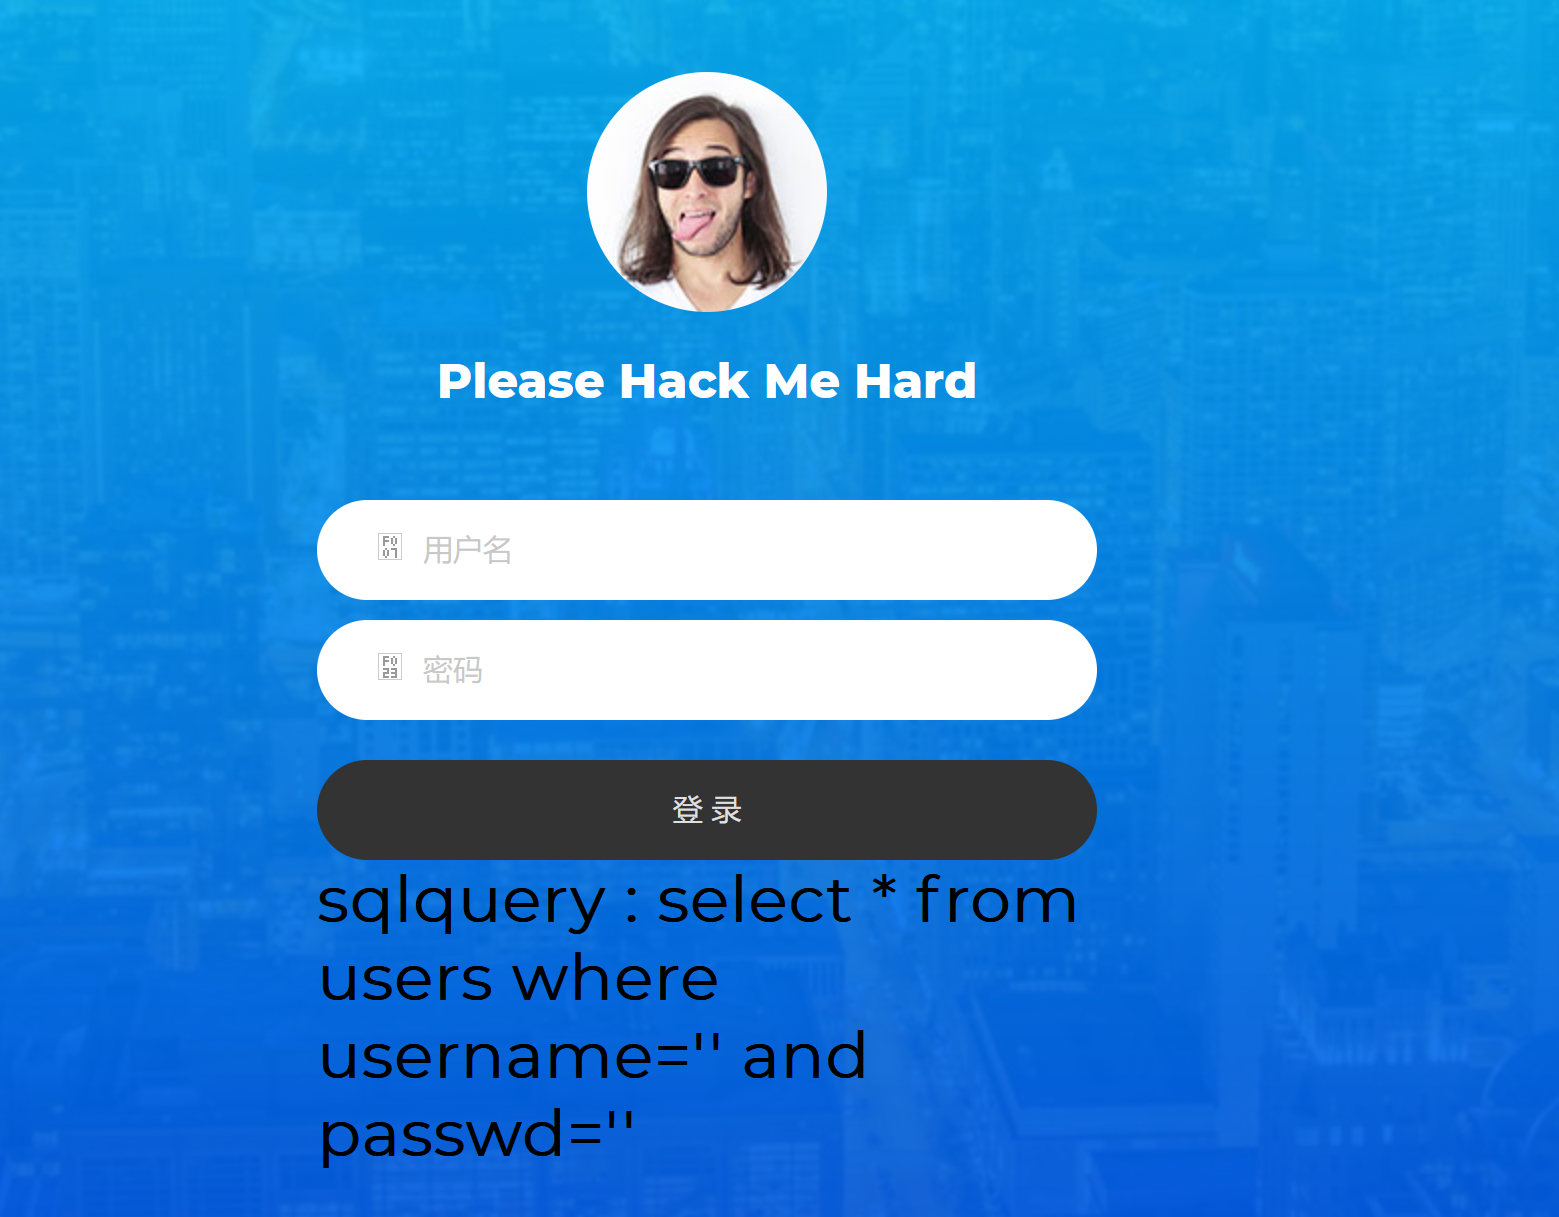 Please Hack Me Hard
用户名
密码
登录
sqlquery : select * from
users where
username='' and
passwd=''